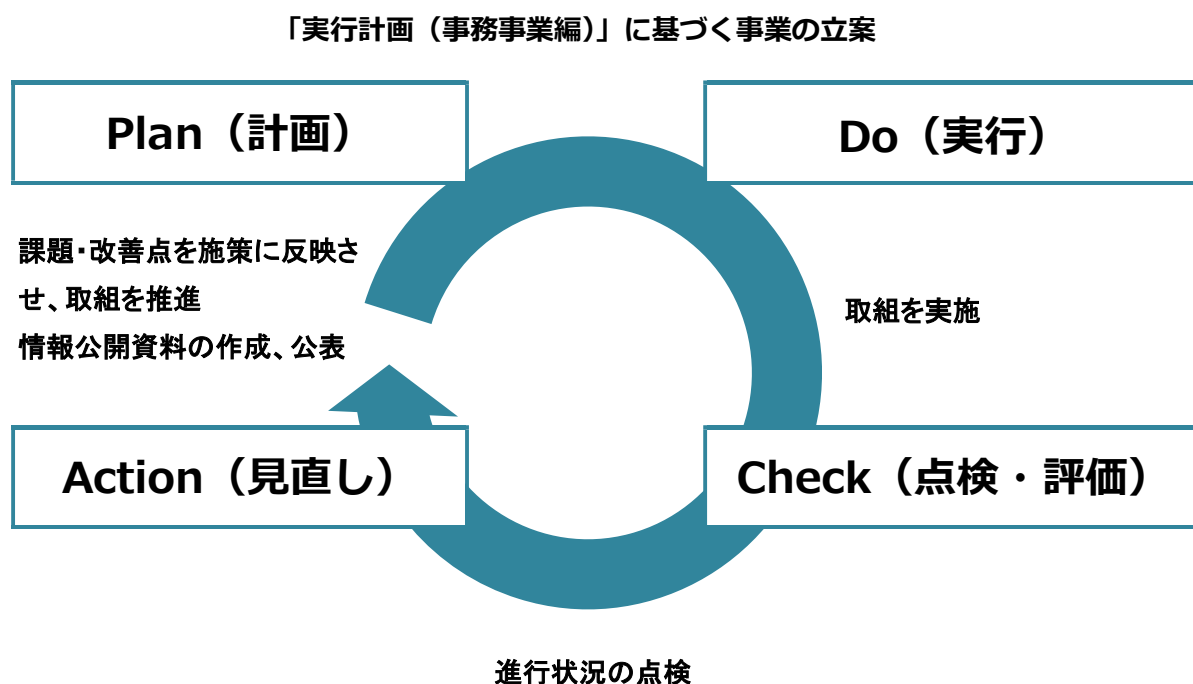 「実行計画（事務事業編）」に基づく事業の立案
Plan（計画）
Do（実行）
課題・改善点を施策に反映さ
せ、取組を推進
情報公開資料の作成、公表
取組を実施
Action（見直し）
Check（点検・評価）
進行状況の点検